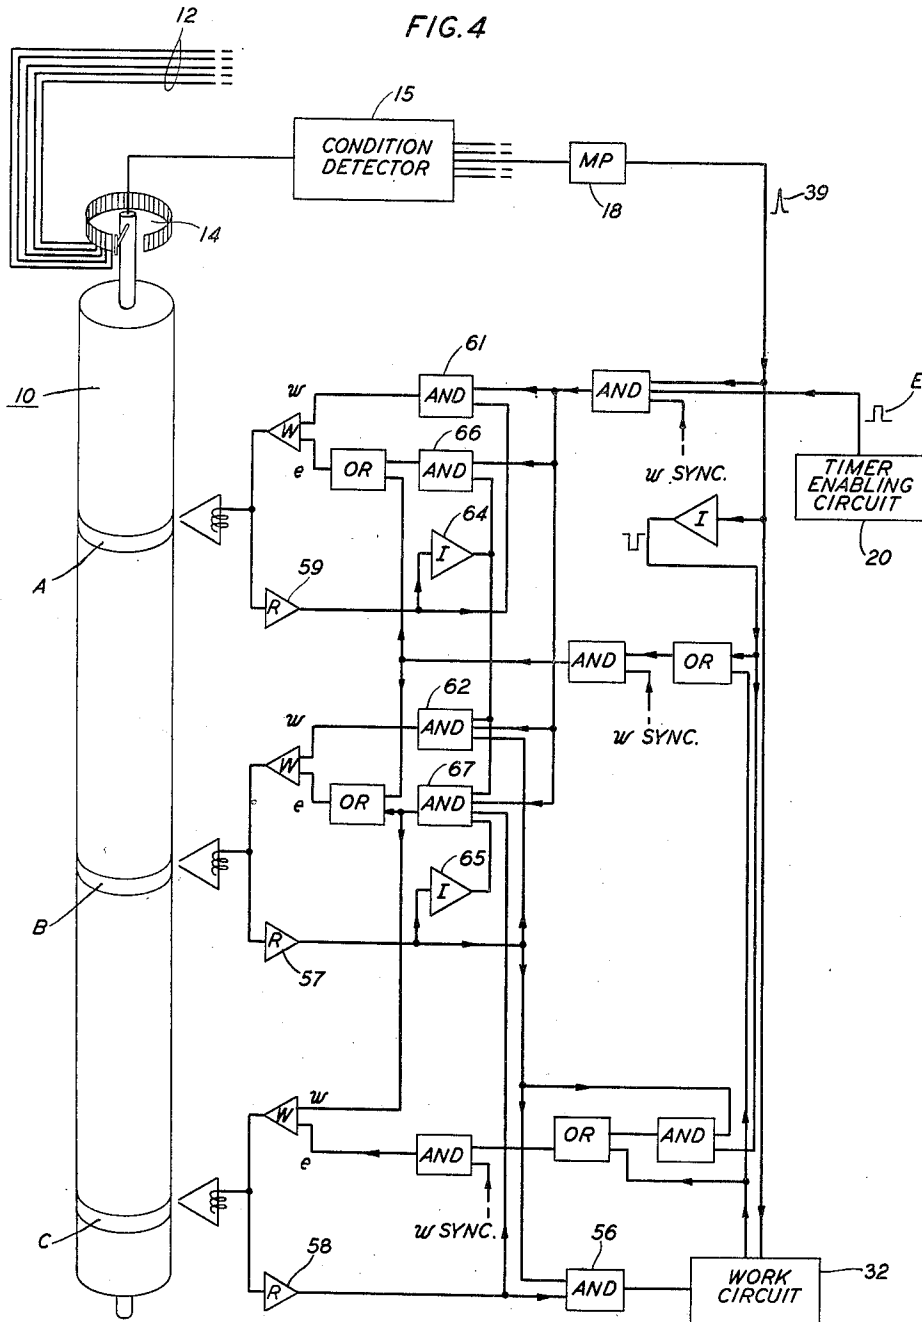 FIG.4
12
15
CONDITION
DETECTOR
MP
18
39
14
10
61
w
AND
AND
E
W
66
e
OR
AND
w SYNC.
TIMER
ENABLING
CIRCUIT
20
64
I
I
A
59
R
AND
OR
62
w
AND
w SYNC.
W
67
e
OR
AND
65
I
B
R
57
w
W
OR
AND
e
AND
C
w SYNC.
56
58
AND
R
WORK
CIRCUIT
32